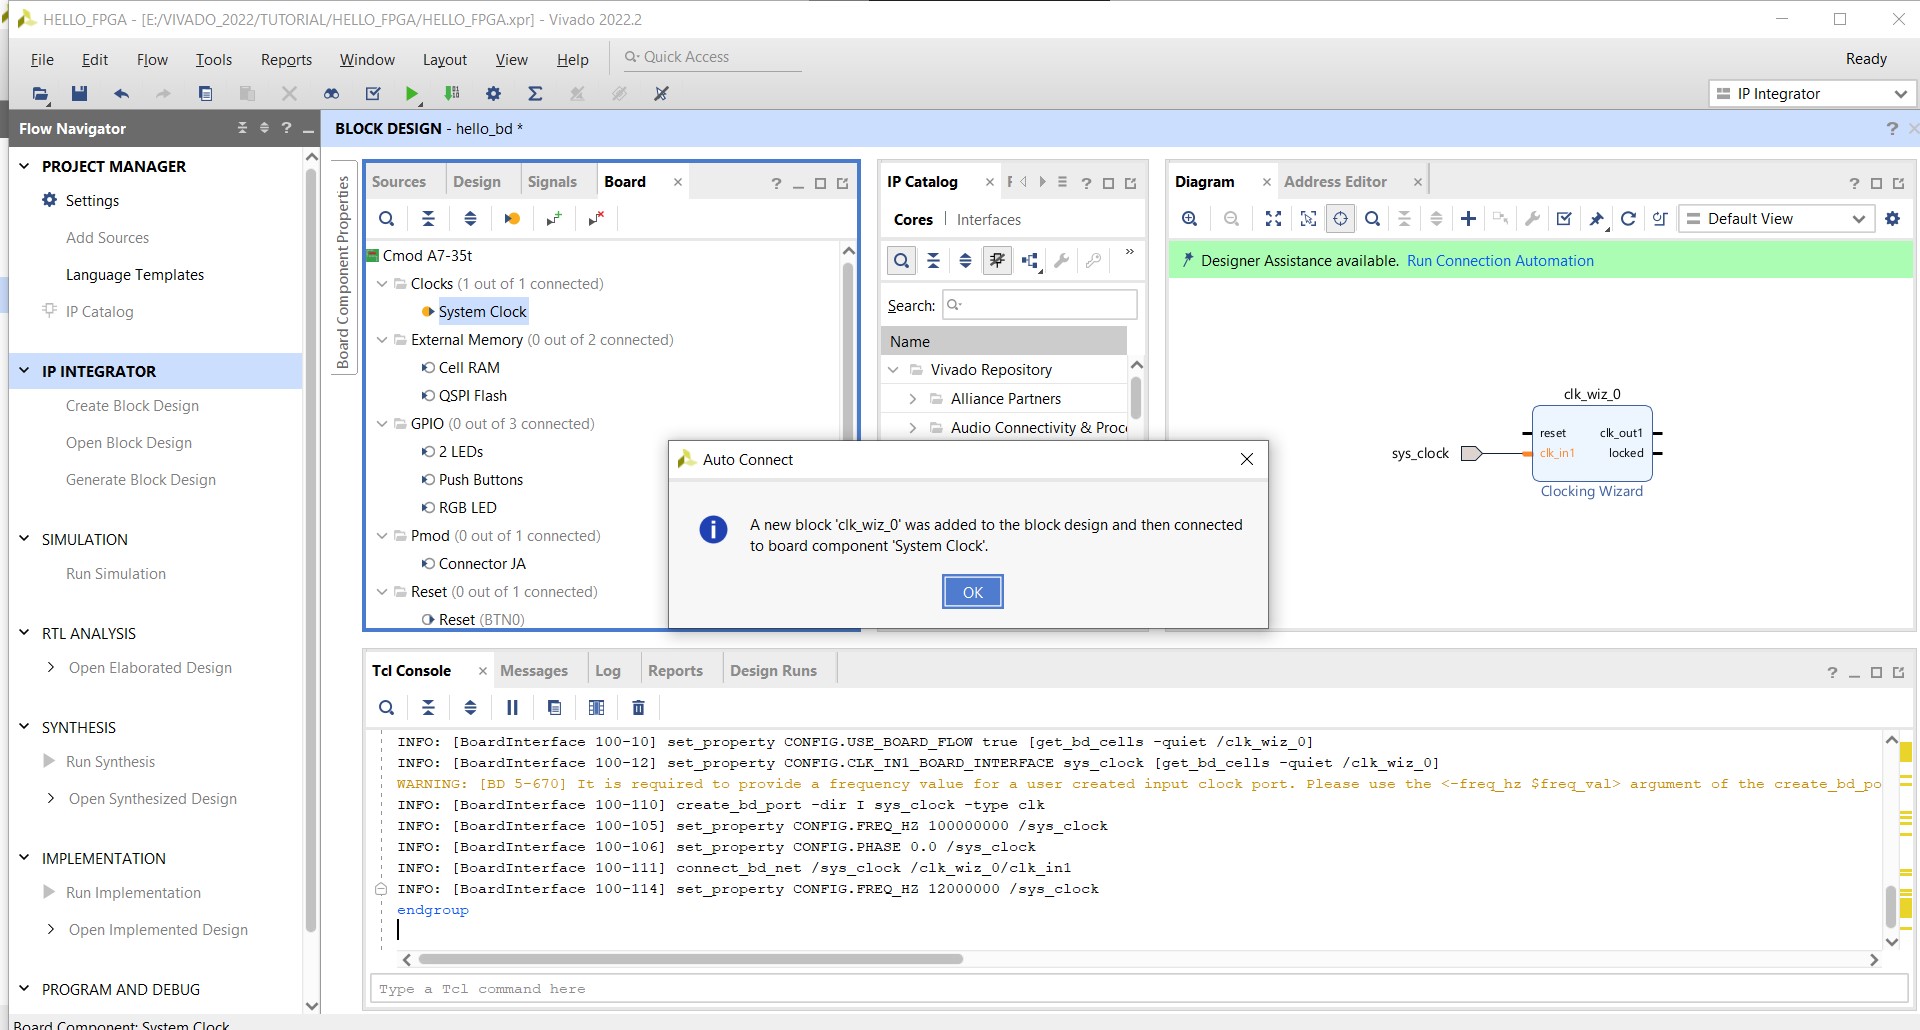 HELLO_FPGA - [E:/VIVADO_2022/TUTORIAL/HELLO_FPGA/HELLO_FPGA.xpr] - Vivado 2022.2
File Edit Flow Tools Reports Window Layout View Help Quick Access
Ready
IP Integrator
Flow Navigator
PROJECT MANAGER
Settings
Add Sources
Language Templates
IP Catalog
IP INTEGRATOR
Create Block Design
Open Block Design
Generate Block Design
SIMULATION
Run Simulation
RTL ANALYSIS
Open Elaborated Design
SYNTHESIS
Run Synthesis
Open Synthesized Design
IMPLEMENTATION
Run Implementation
Open Implemented Design
PROGRAM AND DEBUG
Board Component: System Clock
BLOCK DESIGN - hello_bd *
Board Component Properties
Sources Design Signals Board
Cmod A7-35t
Clocks (1 out of 1 connected)
System Clock
External Memory (0 out of 2 connected)
Cell RAM
QSPI Flash
GPIO (0 out of 3 connected)
2 LEDs
Push Buttons
RGB LED
Pmod (0 out of 1 connected)
Connector JA
Reset (0 out of 1 connected)
Reset (BTN0)
IP Catalog
Cores Interfaces
Search:
Name
Vivado Repository
Alliance Partners
Audio Connectivity & Proc
Diagram Address Editor
Default View
Designer Assistance available. Run Connection Automation
clk_wiz_0
reset clk_out1
sys_clock clk_in1 locked
Clocking Wizard
Auto Connect
A new block 'clk_wiz_0' was added to the block design and then connected
to board component 'System Clock'.
OK
Tcl Console Messages Log Reports Design Runs
INFO: [BoardInterface 100-10] set_property CONFIG.USE_BOARD_FLOW true [get_bd_cells -quiet /clk_wiz_0]
INFO: [BoardInterface 100-12] set_property CONFIG.CLK_IN1_BOARD_INTERFACE sys_clock [get_bd_cells -quiet /clk_wiz_0]
WARNING: [BD 5-670] It is required to provide a frequency value for a user created input clock port. Please use the <-freq_hz $freq_val> argument of the create_bd_po
INFO: [BoardInterface 100-110] create_bd_port -dir I sys_clock -type clk
INFO: [BoardInterface 100-105] set_property CONFIG.FREQ_HZ 100000000 /sys_clock
INFO: [BoardInterface 100-106] set_property CONFIG.PHASE 0.0 /sys_clock
INFO: [BoardInterface 100-111] connect_bd_net /sys_clock /clk_wiz_0/clk_in1
INFO: [BoardInterface 100-114] set_property CONFIG.FREQ_HZ 12000000 /sys_clock
endgroup
Type a Tcl command here